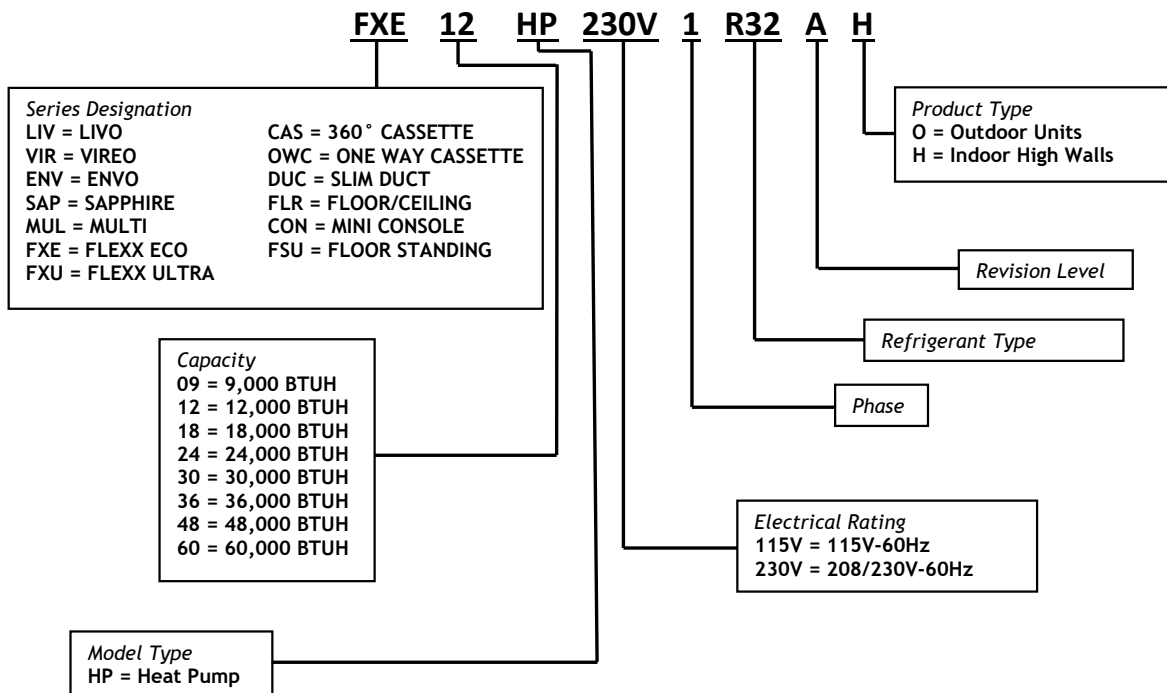 FXE 12 HP 230V 1 R32 A H
Series Designation
LIV = LIVO
VIR = VIREO
ENV = ENVO
SAP = SAPPHIRE
MUL = MULTI
FXE = FLEXX ECO
FXU = FLEXX ULTRA
CAS = 360° CASSETTE
OWC = ONE WAY CASSETTE
DUC = SLIM DUCT
FLR = FLOOR/CEILING
CON = MINI CONSOLE
FSU = FLOOR STANDING
Product Type
O = Outdoor Units
H = Indoor High Walls
Revision Level
Refrigerant Type
Phase
Capacity
09 = 9,000 BTUH
12 = 12,000 BTUH
18 = 18,000 BTUH
24 = 24,000 BTUH
30 = 30,000 BTUH
36 = 36,000 BTUH
48 = 48,000 BTUH
60 = 60,000 BTUH
Electrical Rating
115V = 115V-60Hz
230V = 208/230V-60Hz
Model Type
HP = Heat Pump